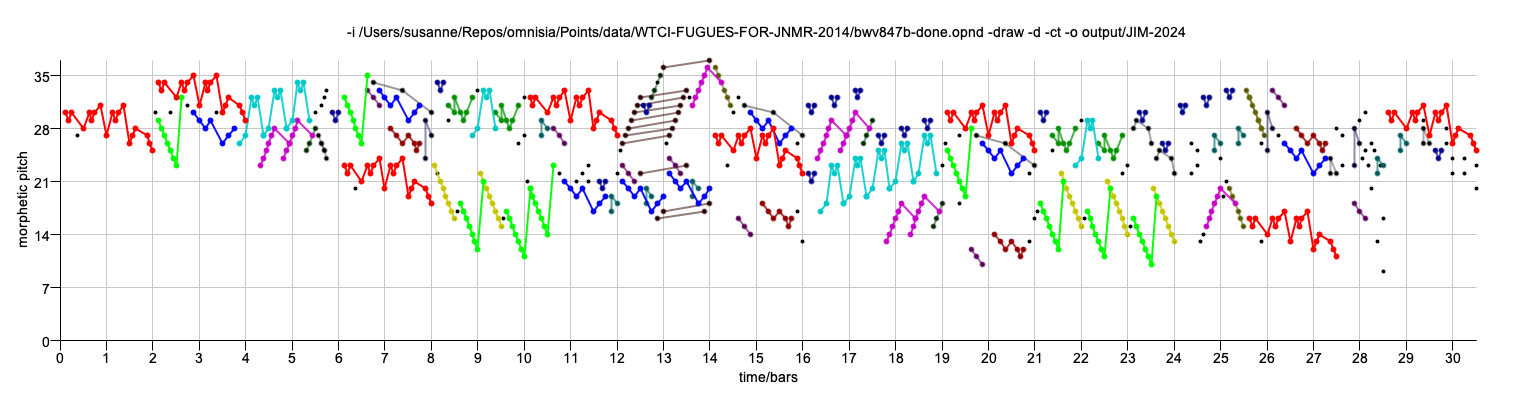 -i /Users/susanne/Repos/omnisia/Points/data/WTCI-FUGUES-FOR-JNMR-2014/bwv847b-done.opnd -draw -d -ct -o output/JIM-2024
morphetic pitch
35
28
21
14
7
0
0 1 2 3 4 5 6 7 8 9 10 11 12 13 14 15 16 17 18 19 20 21 22 23 24 25 26 27 28 29 30
time/bars